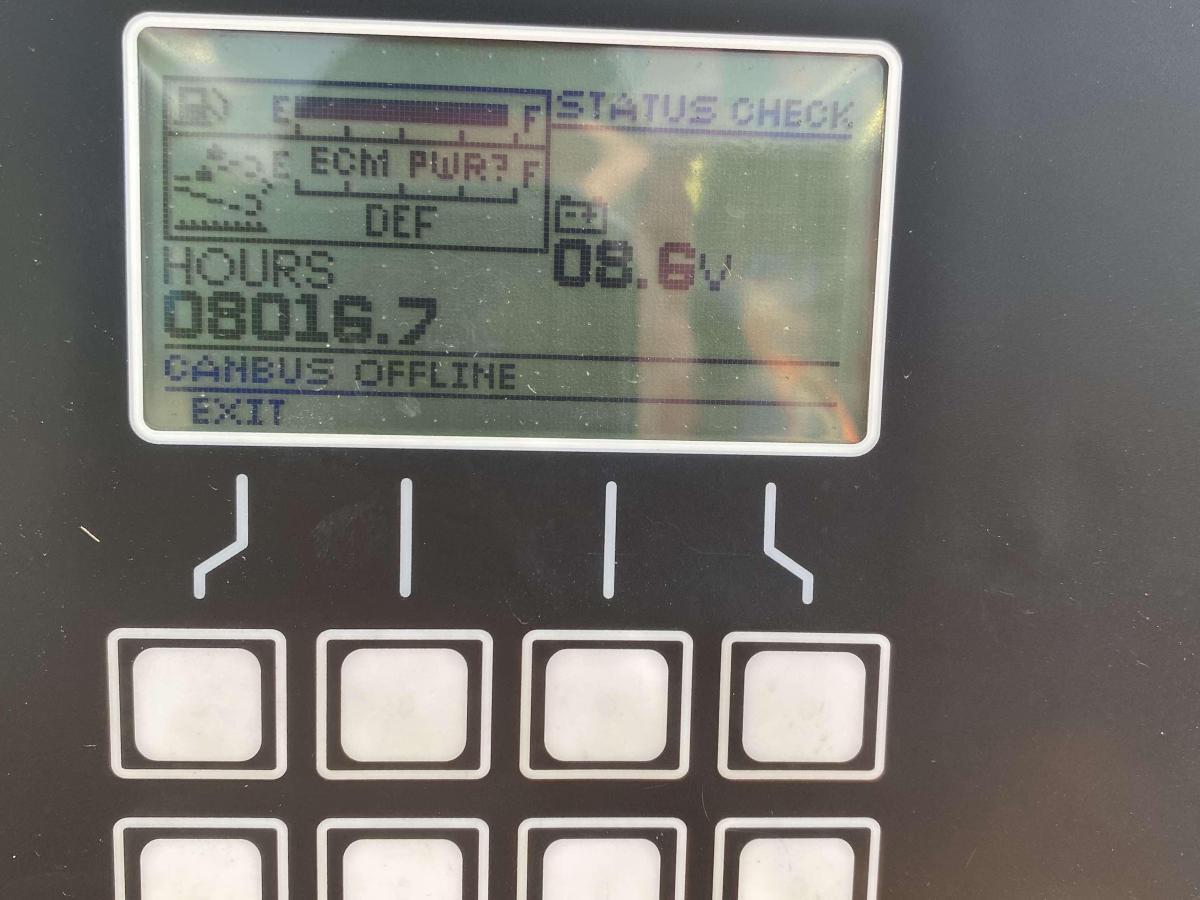 E F STATUS CHECK
E ECM PWR? F
DEF
HOURS 08.6V
08016.7
CANBUS OFFLINE
EXIT